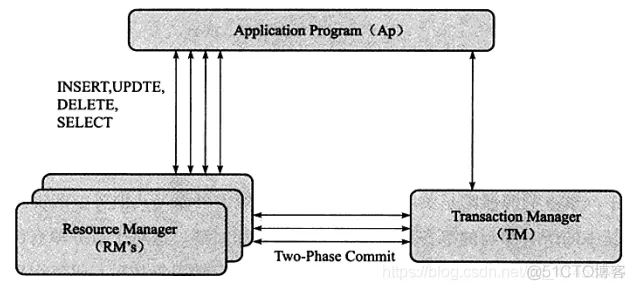 Application Program（Ap）
INSERT,UPDTE,
DELETE,
SELECT
Resource Manager
（RM's）
Transaction Manager
（TM）
Two-Phase Commit
https://blog.csdn.net/
@51CTO博客